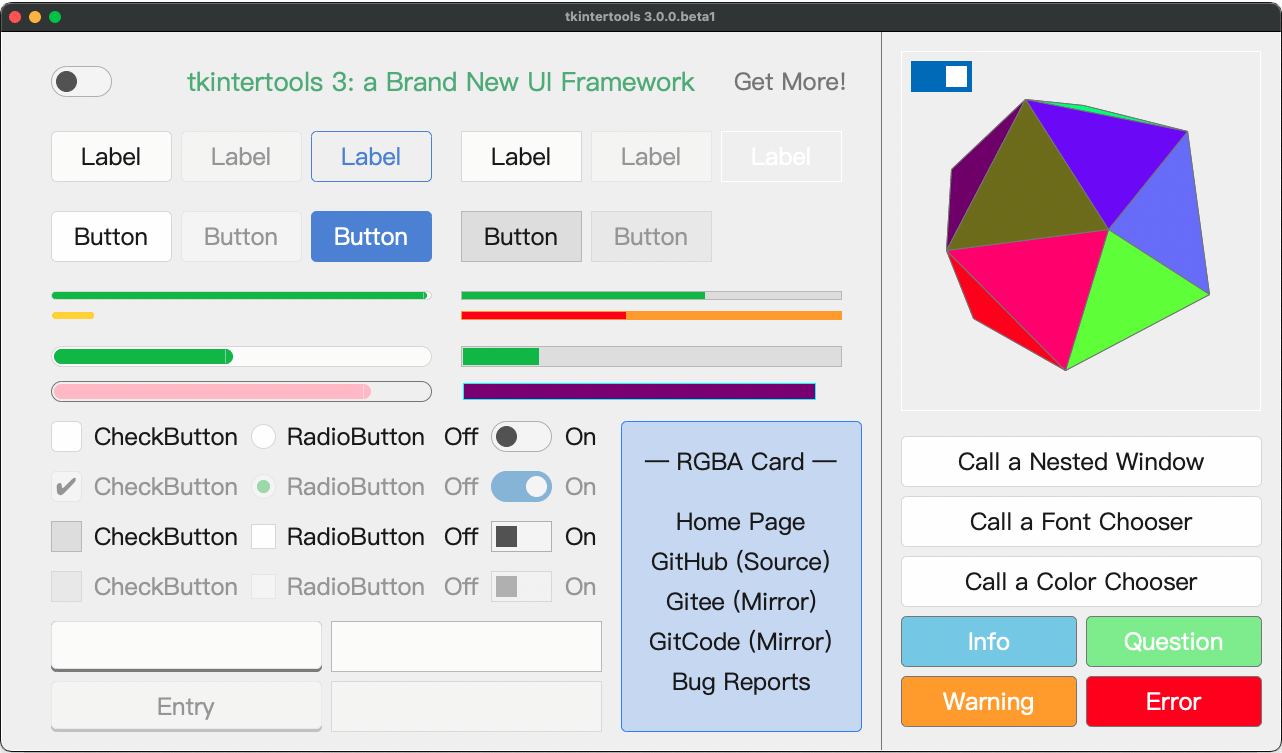 tkintertools 3.0.0.beta1
tkintertools 3: a Brand New UI Framework Get More!
Label Label Label Label Label Label
Button Button Button Button Button
CheckButton RadioButton Off On
CheckButton RadioButton Off On
CheckButton RadioButton Off On
CheckButton RadioButton Off On
Entry
— RGBA Card —
Home Page
GitHub (Source)
Gitee (Mirror)
GitCode (Mirror)
Bug Reports
Call a Nested Window
Call a Font Chooser
Call a Color Chooser
Info Question
Warning Error